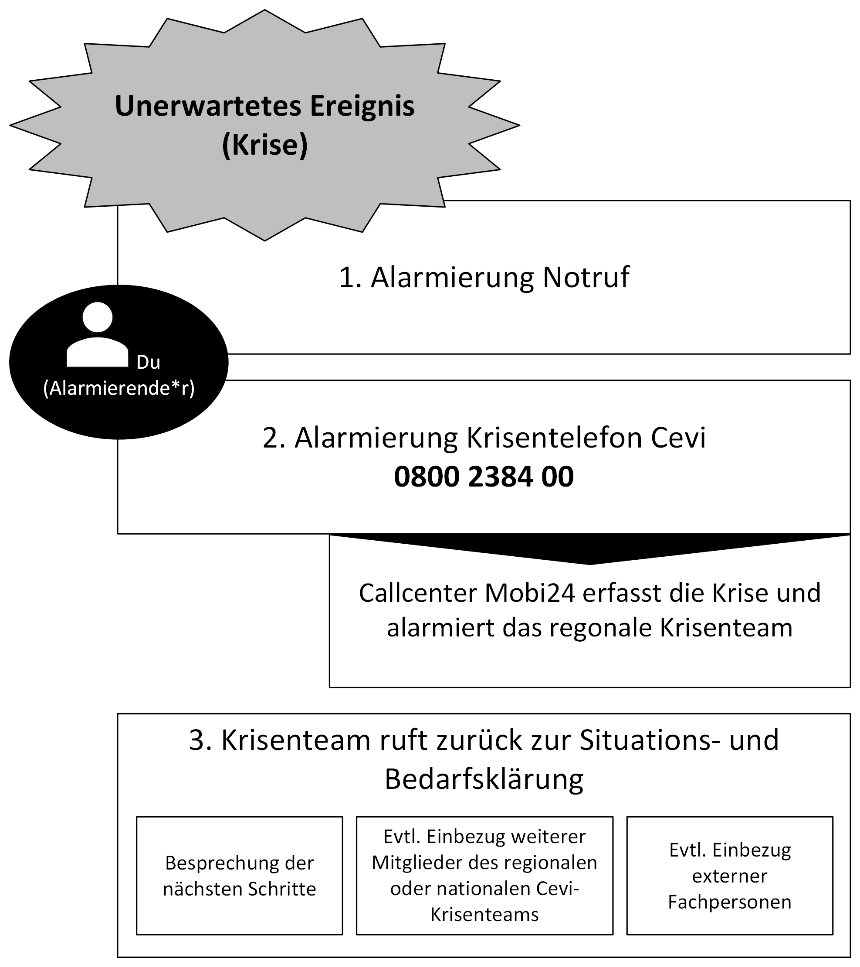 Unerwartetes Ereignis
(Krise)
1. Alarmierung Notruf
Du
(Alarmierende*r)
2. Alarmierung Krisentelefon Cevi
0800 2384 00
Callcenter Mobi24 erfasst die Krise und
alarmiert das regonale Krisenteam
3. Krisenteam ruft zurück zur Situations- und
Bedarfsklärung
Besprechung der
nächsten Schritte
Evtl. Einbezug weiterer
Mitglieder des regionalen
oder nationalen Cevi-
Krisenteams
Evtl. Einbezug
externer
Fachpersonen